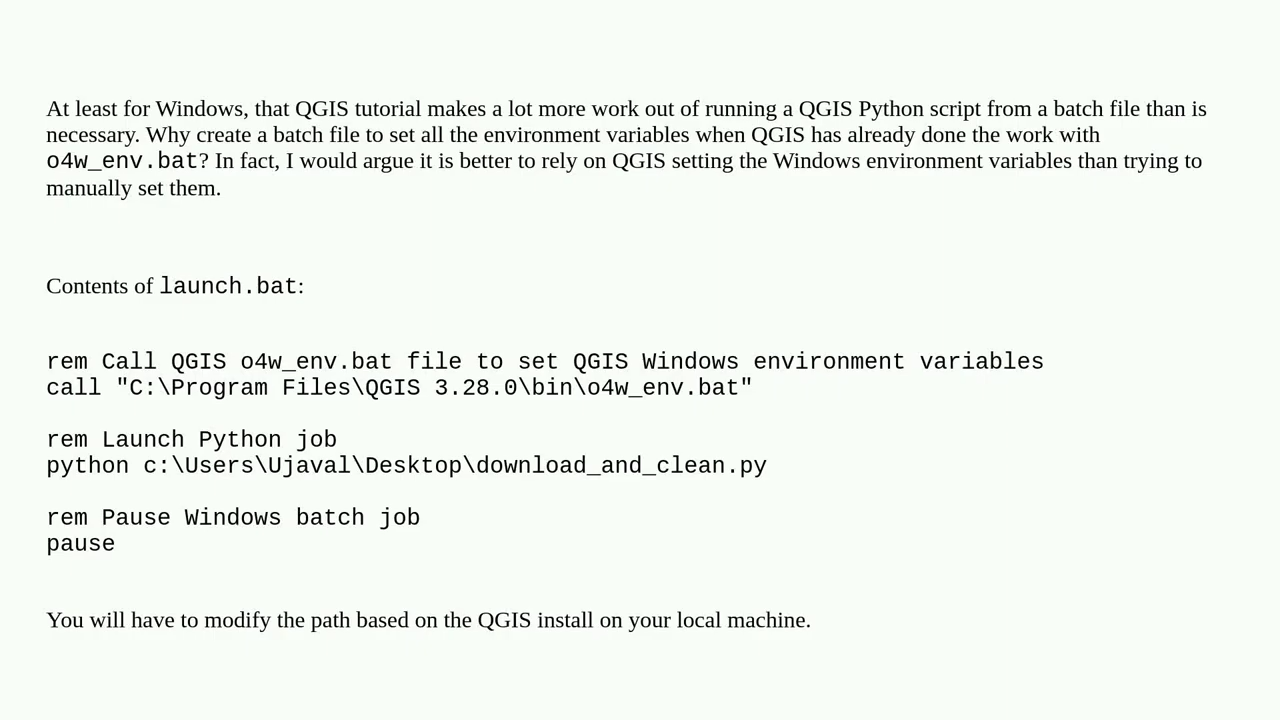 At least for Windows, that QGIS tutorial makes a lot more work out of running a QGIS Python script from a batch file than is
necessary. Why create a batch file to set all the environment variables when QGIS has already done the work with
o4w_env.bat? In fact, I would argue it is better to rely on QGIS setting the Windows environment variables than trying to
manually set them.
Contents of launch.bat:
rem Call QGIS o4w_env.bat file to set QGIS Windows environment variables
call "C:\Program Files\QGIS 3.28.0\bin\o4w_env.bat"
rem Launch Python job
python c:\Users\Ujaval\Desktop\download_and_clean.py
rem Pause Windows batch job
pause
You will have to modify the path based on the QGIS install on your local machine.